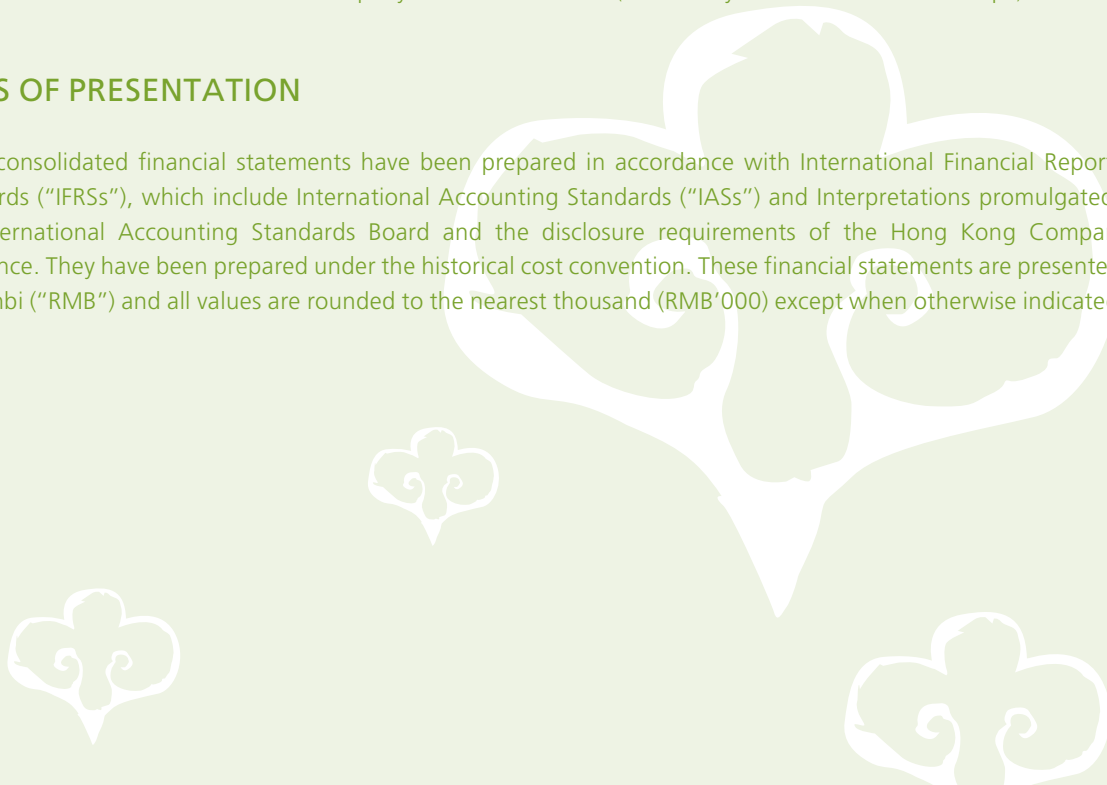 S OF PRESENTATION
consolidated financial statements have been prepared in accordance with International Financial Repor
rds (“IFRSs”), which include International Accounting Standards (“IASs”) and Interpretations promulgated
ernational Accounting Standards Board and the disclosure requirements of the Hong Kong Compa
nce. They have been prepared under the historical cost convention. These financial statements are presente
nbi (“RMB”) and all values are rounded to the nearest thousand (RMB’000) except when otherwise indicate